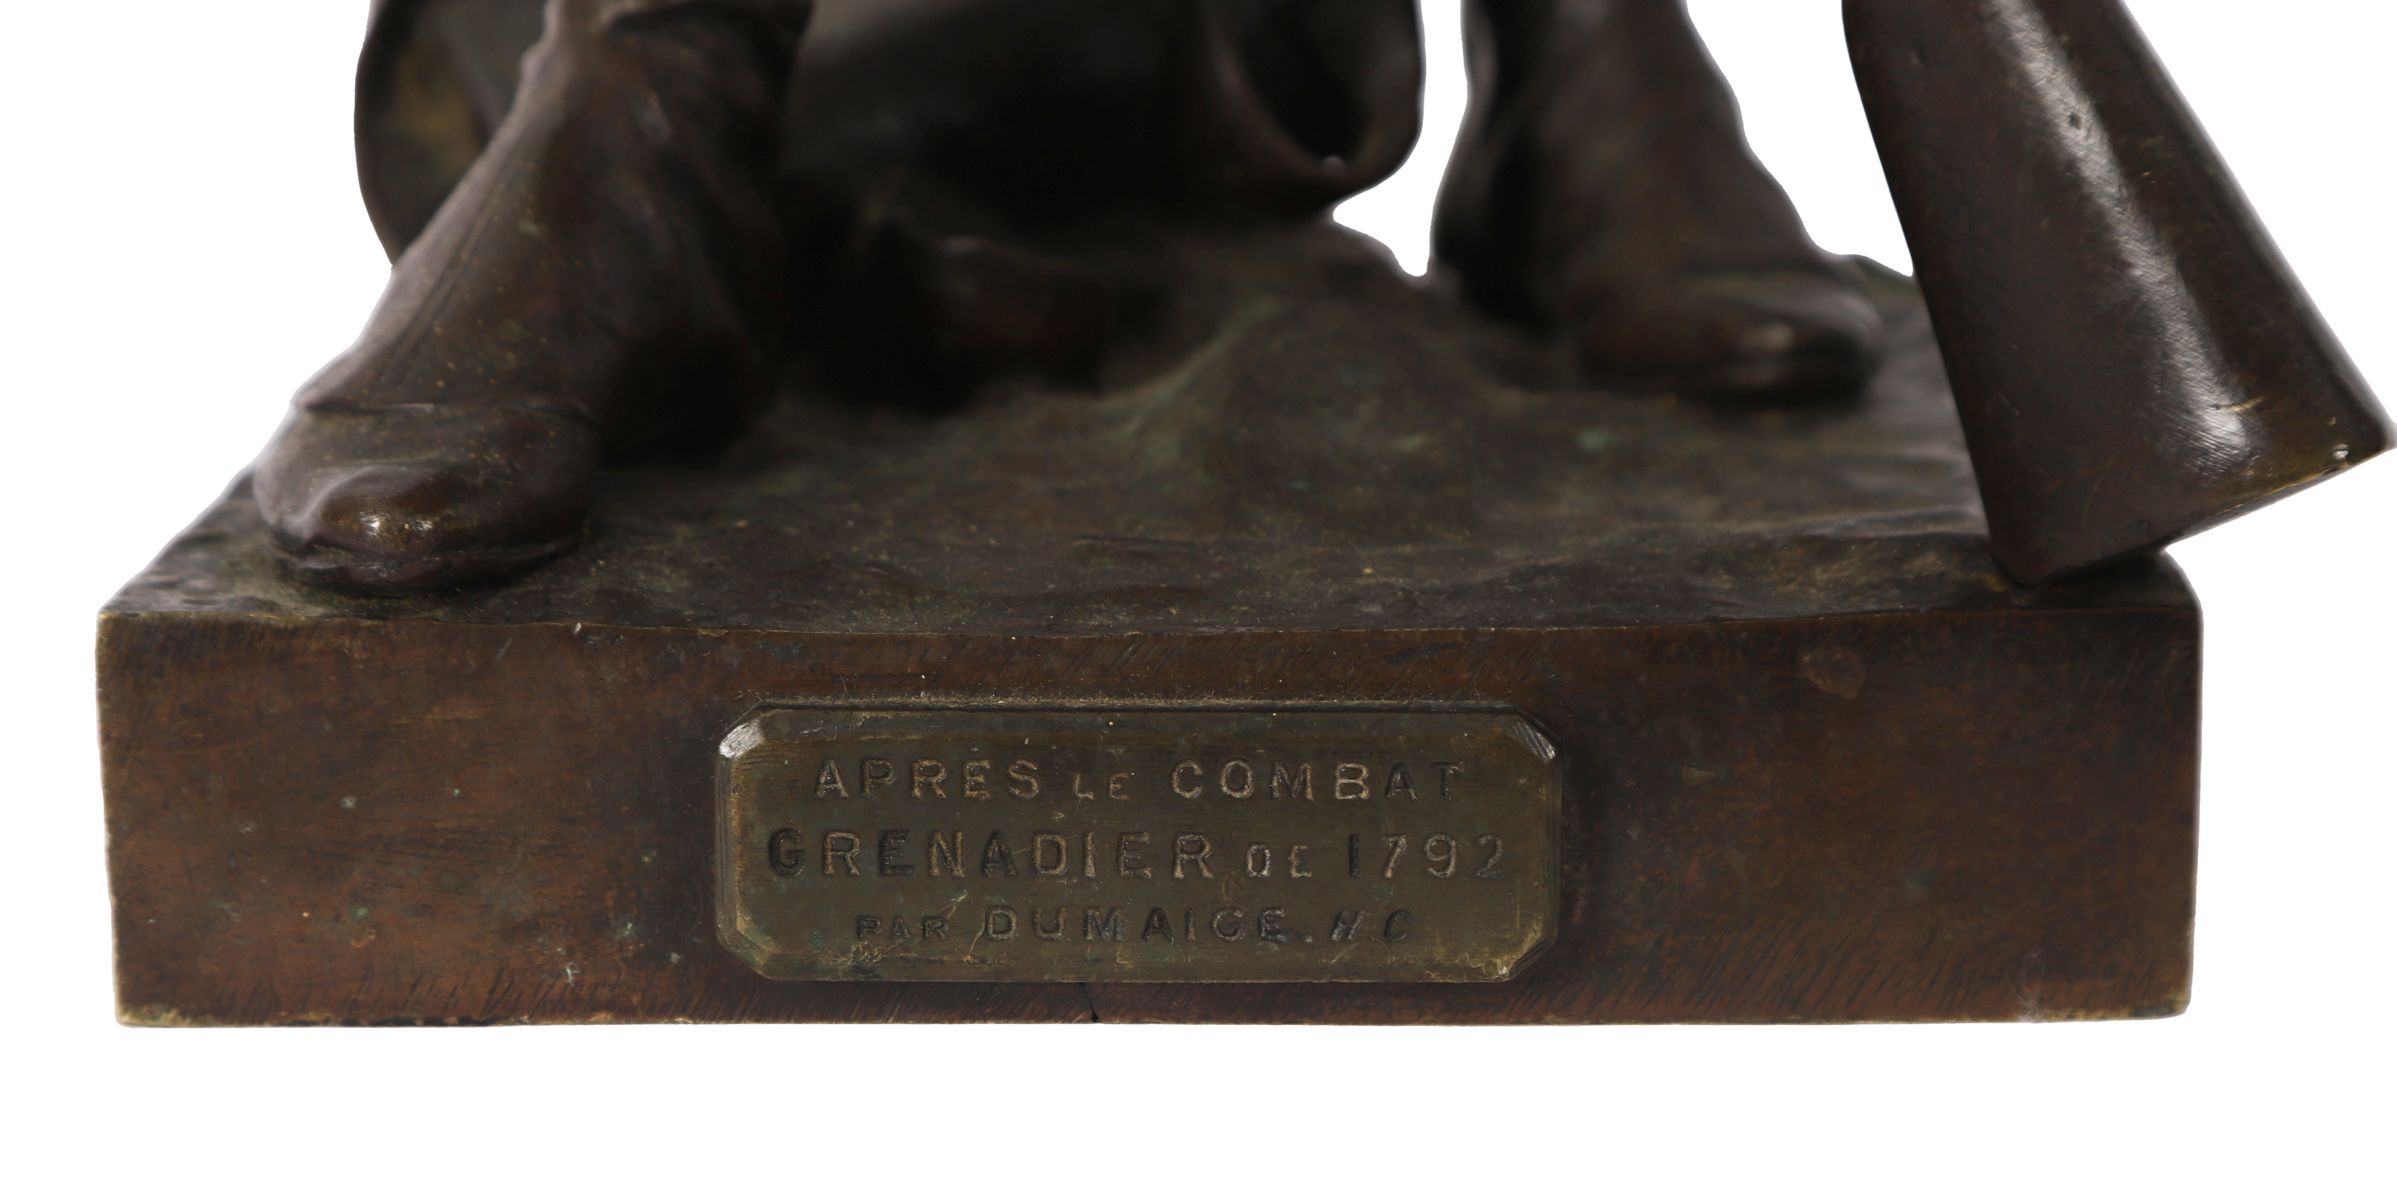 APRES LE COMBAT
GRENADIER DE 1792
PAR DUMAIGE. H.C